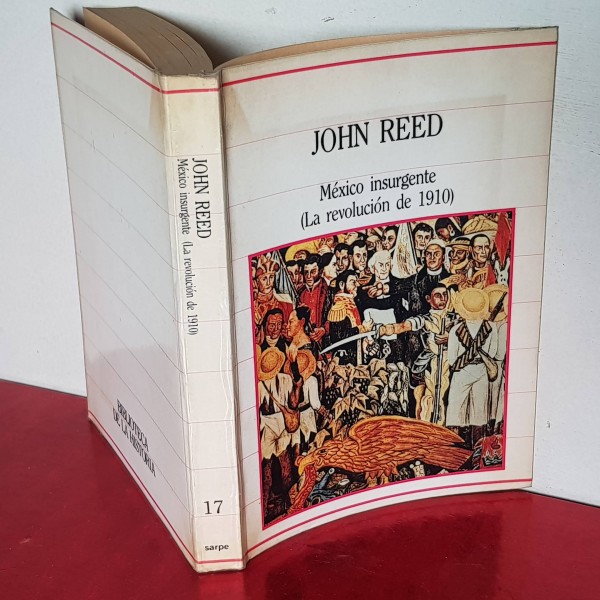 JOHN REED
México insurgente
(La revolución de 1910)
JOHN REED
México insurgente (La revolución de 1910)
17
sarpe
BIBLIOTECA
DE LA HISTORIA